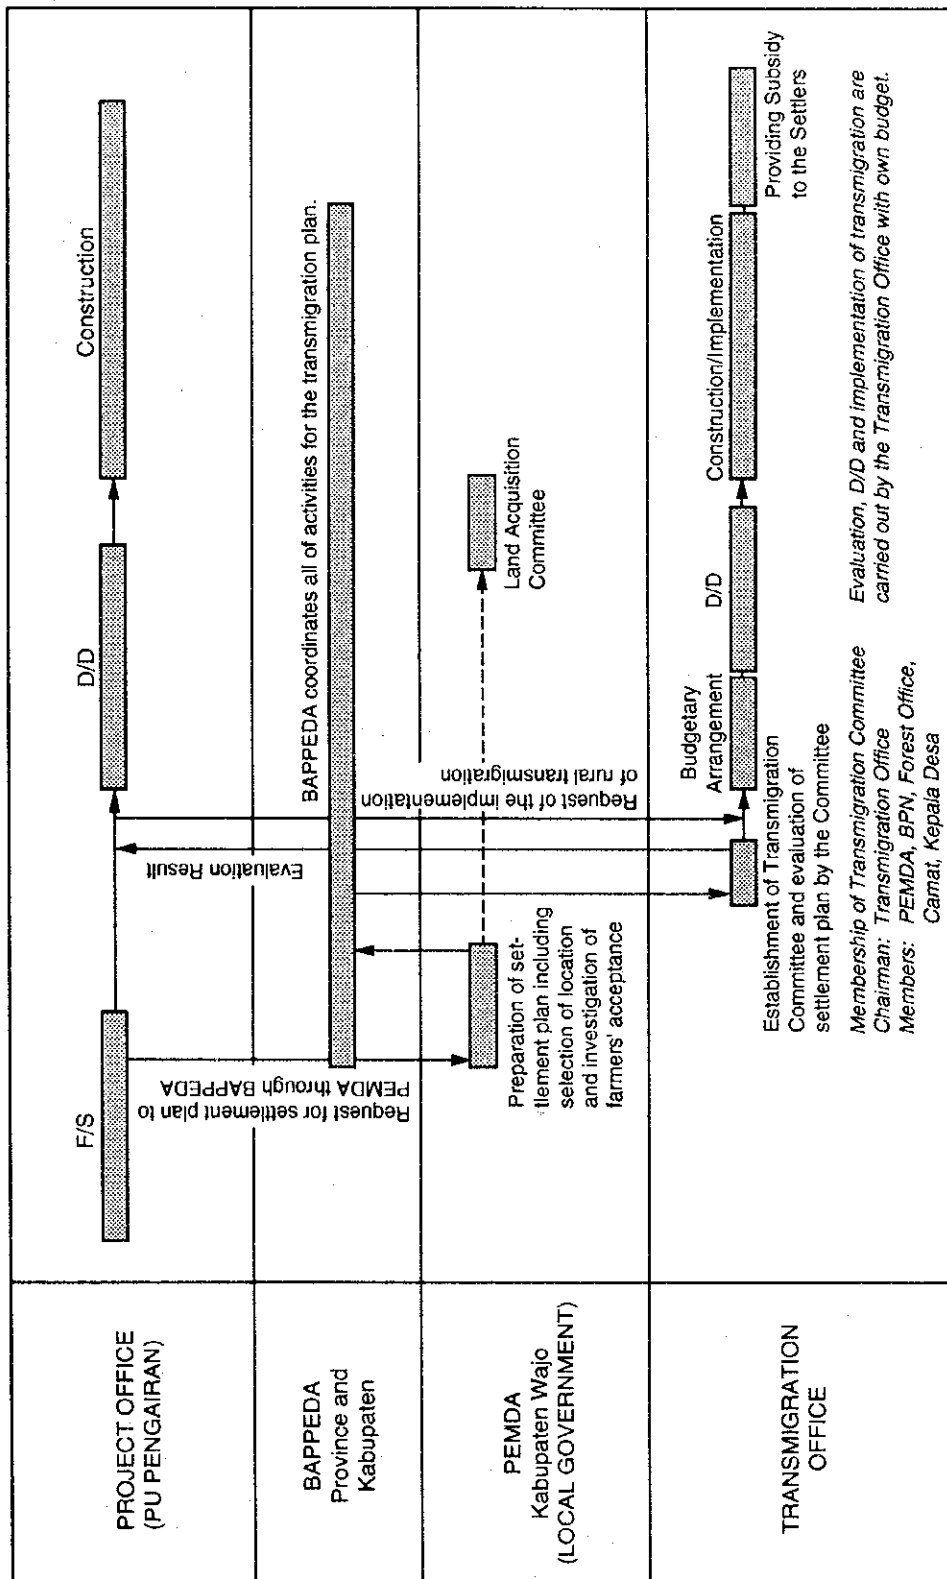 PROJECT OFFICE
(PU PENGAIRAN)
F/S
D/D
Construction
Request for settlement plan to
PEMDA through BAPPEDA
Evaluation Result
BAPPEDA
Province and
Kabupaten
BAPPEDA coordinates all of activities for the transmigration plan.
Request of the implementation
of rural transmigration
PEMDA
Kabupaten Wajo
(LOCAL GOVERNMENT)
Preparation of set-
tlement plan including
selection of location
and investigation of
farmers' acceptance
Land Acquisition
Committee
TRANSMIGRATION
OFFICE
Establishment of Transmigration
Committee and evaluation of
settlement plan by the Committee
Budgetary
Arrangement
D/D
Construction/Implementation
Providing Subsidy
to the Settlers
Membership of Transmigration Committee
Chairman: Transmigration Office
Members: PEMDA, BPN, Forest Office,
Camat, Kepala Desa
Evaluation, D/D and implementation of transmigration are
carried out by the Transmigration Office with own budget.